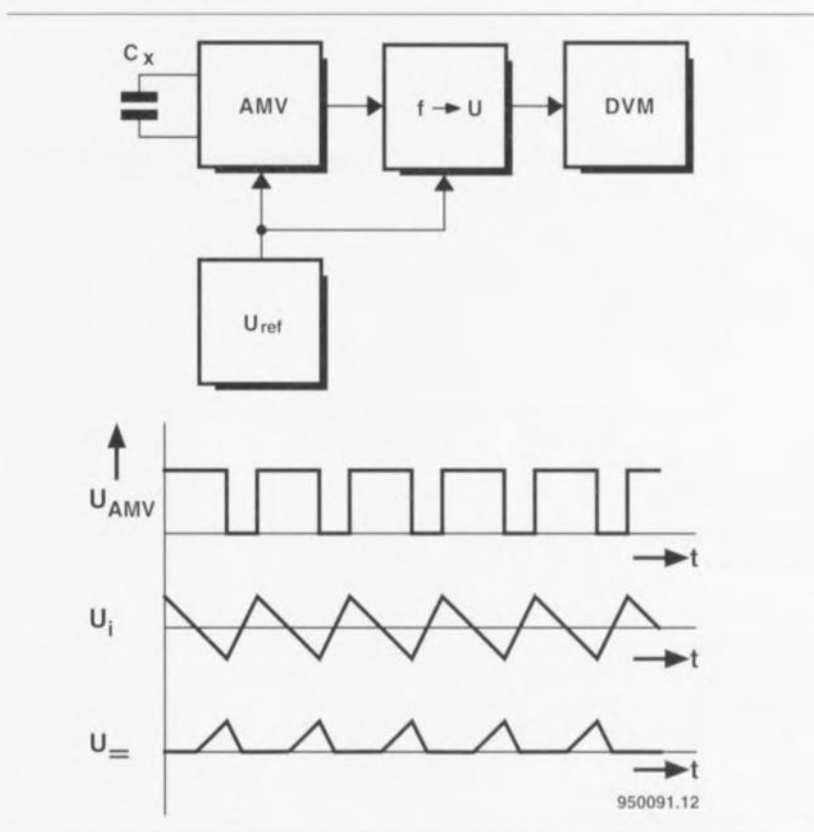 Cx
AMV
f → U
DVM
Uref
UAMV
t
Ui
t
U=
t
950091.12